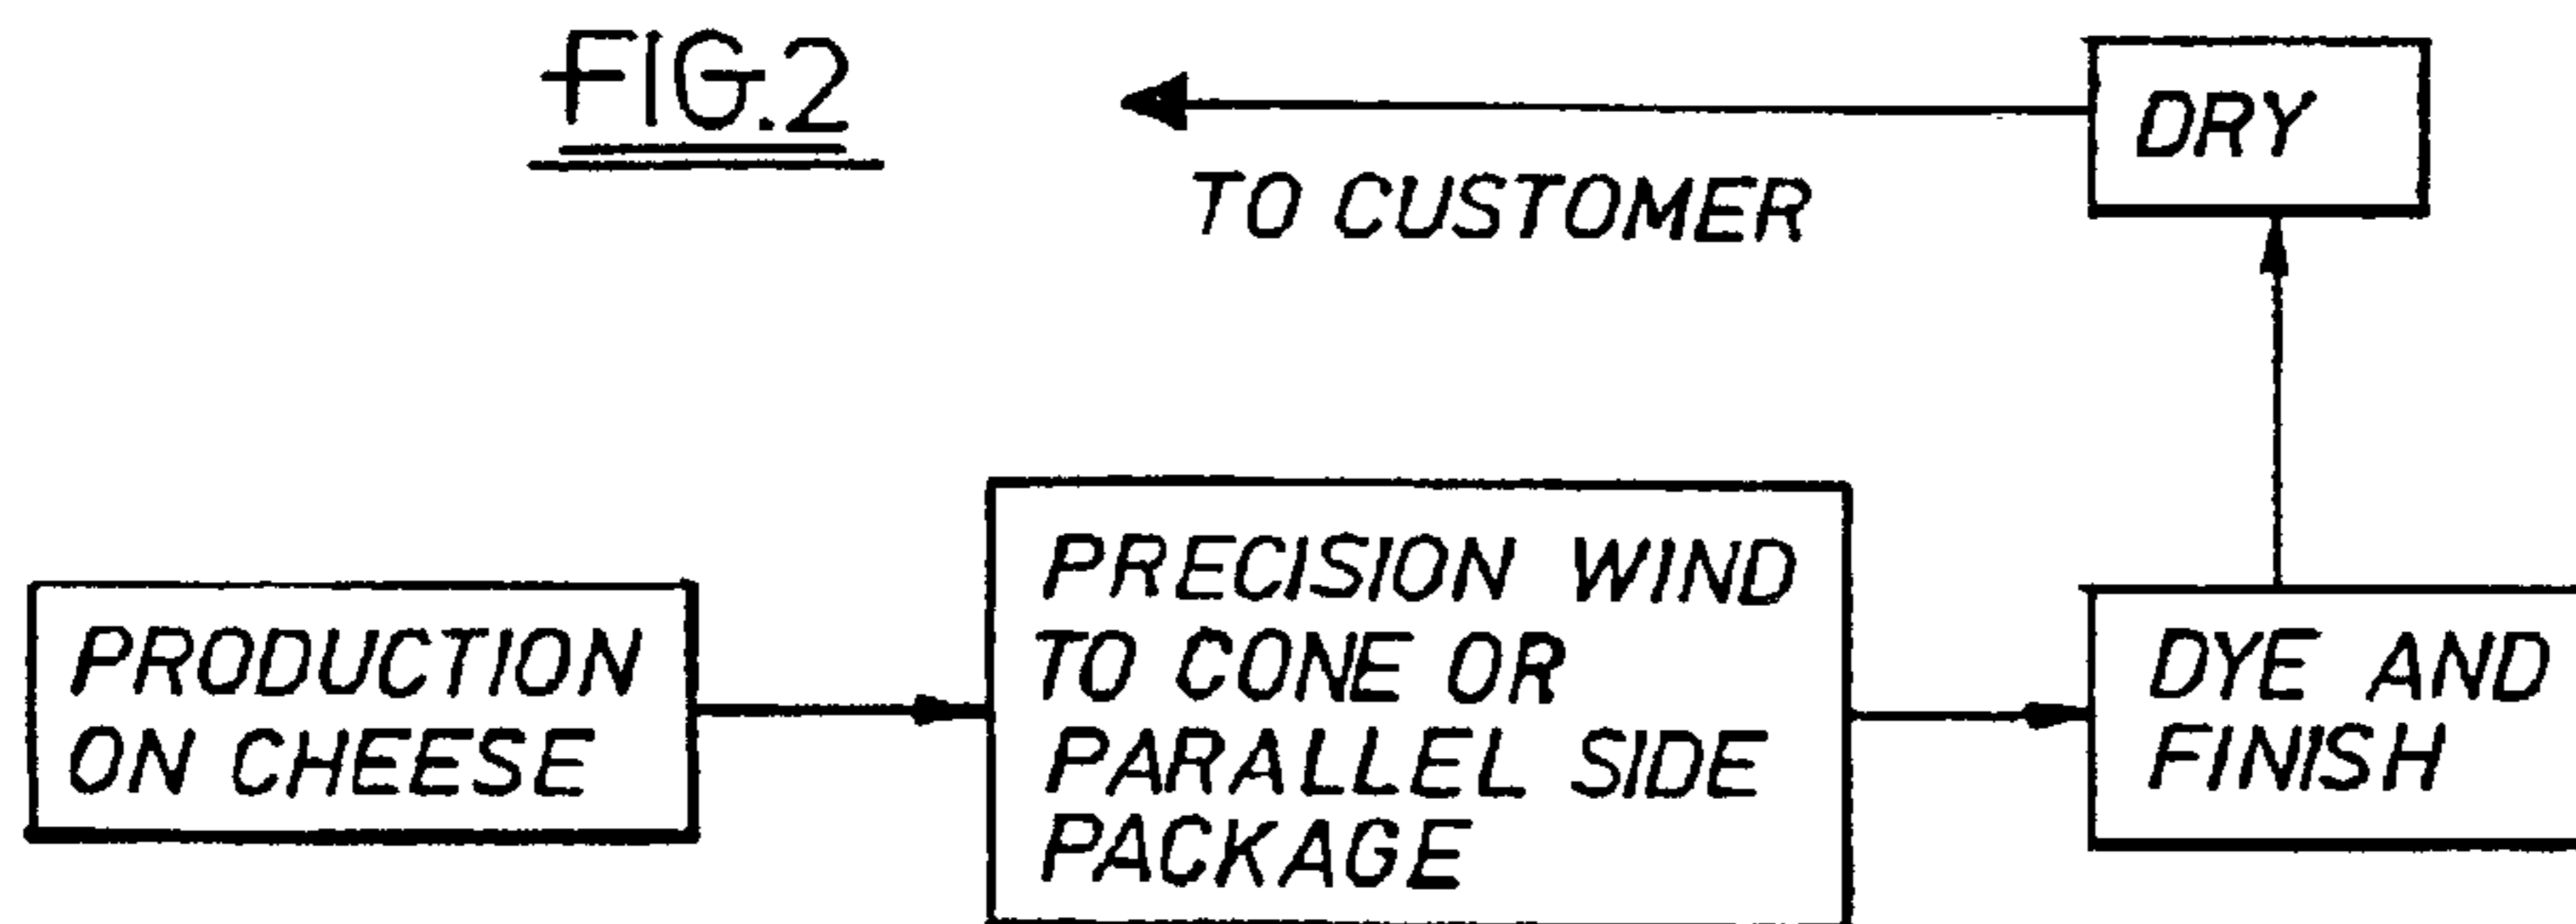 FIG.2
DRY
TO CUSTOMER
PRODUCTION
ON CHEESE
PRECISION WIND
TO CONE OR
PARALLEL SIDE
PACKAGE
DYE AND
FINISH